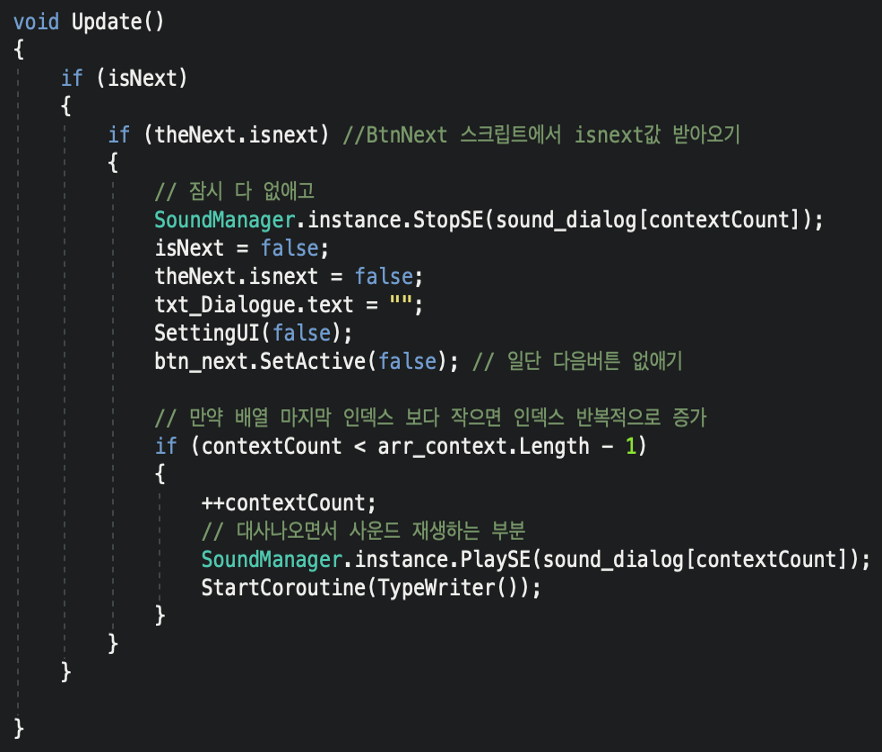 void Update()
{
if (isNext)
{
if (theNext.isnext) //BtnNext 스크립트에서 isnext값 받아오기
{
// 잠시 다 없애고
SoundManager.instance.StopSE(sound_dialog[contextCount]);
isNext = false;
theNext.isnext = false;
txt_Dialogue.text = "";
SettingUI(false);
btn_next.SetActive(false); // 일단 다음버튼 없애기
// 만약 배열 마지막 인덱스 보다 작으면 인덱스 반복적으로 증가
if (contextCount < arr_context.Length - 1)
{
++contextCount;
// 대사나오면서 사운드 재생하는 부분
SoundManager.instance.PlaySE(sound_dialog[contextCount]);
StartCoroutine(TypeWriter());
}
}
}
}